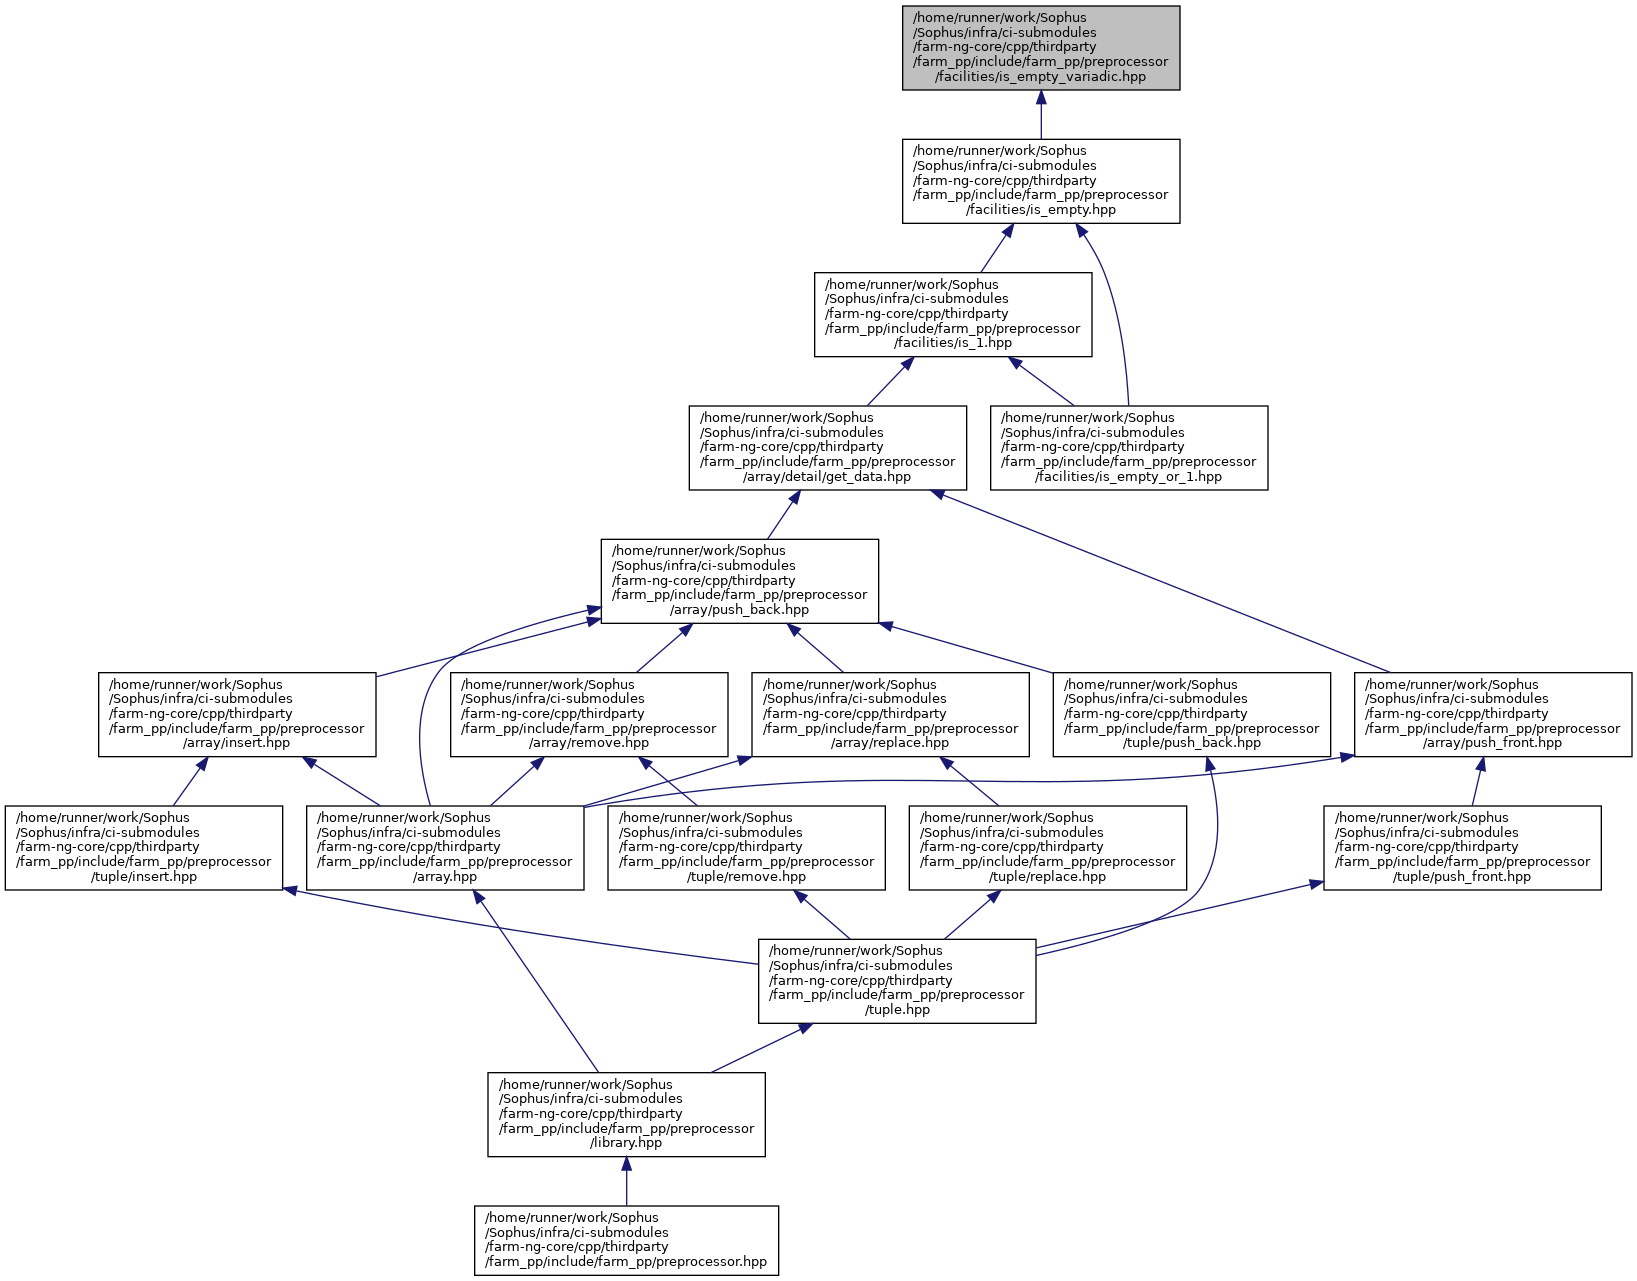 /home/runner/work/Sophus
/Sophus/infra/ci-submodules
/farm-ng-core/cpp/thirdparty
/farm_pp/include/farm_pp/preprocessor
/facilities/is_empty_variadic.hpp
/home/runner/work/Sophus
/Sophus/infra/ci-submodules
/farm-ng-core/cpp/thirdparty
/farm_pp/include/farm_pp/preprocessor
/facilities/is_empty.hpp
/home/runner/work/Sophus
/Sophus/infra/ci-submodules
/farm-ng-core/cpp/thirdparty
/farm_pp/include/farm_pp/preprocessor
/facilities/is_1.hpp
/home/runner/work/Sophus
/Sophus/infra/ci-submodules
/farm-ng-core/cpp/thirdparty
/farm_pp/include/farm_pp/preprocessor
/array/detail/get_data.hpp
/home/runner/work/Sophus
/Sophus/infra/ci-submodules
/farm-ng-core/cpp/thirdparty
/farm_pp/include/farm_pp/preprocessor
/facilities/is_empty_or_1.hpp
/home/runner/work/Sophus
/Sophus/infra/ci-submodules
/farm-ng-core/cpp/thirdparty
/farm_pp/include/farm_pp/preprocessor
/array/push_back.hpp
/home/runner/work/Sophus
/Sophus/infra/ci-submodules
/farm-ng-core/cpp/thirdparty
/farm_pp/include/farm_pp/preprocessor
/array/insert.hpp
/home/runner/work/Sophus
/Sophus/infra/ci-submodules
/farm-ng-core/cpp/thirdparty
/farm_pp/include/farm_pp/preprocessor
/array/remove.hpp
/home/runner/work/Sophus
/Sophus/infra/ci-submodules
/farm-ng-core/cpp/thirdparty
/farm_pp/include/farm_pp/preprocessor
/array/replace.hpp
/home/runner/work/Sophus
/Sophus/infra/ci-submodules
/farm-ng-core/cpp/thirdparty
/farm_pp/include/farm_pp/preprocessor
/tuple/push_back.hpp
/home/runner/work/Sophus
/Sophus/infra/ci-submodules
/farm-ng-core/cpp/thirdparty
/farm_pp/include/farm_pp/preprocessor
/array/push_front.hpp
/home/runner/work/Sophus
/Sophus/infra/ci-submodules
/farm-ng-core/cpp/thirdparty
/farm_pp/include/farm_pp/preprocessor
/tuple/insert.hpp
/home/runner/work/Sophus
/Sophus/infra/ci-submodules
/farm-ng-core/cpp/thirdparty
/farm_pp/include/farm_pp/preprocessor
/array.hpp
/home/runner/work/Sophus
/Sophus/infra/ci-submodules
/farm-ng-core/cpp/thirdparty
/farm_pp/include/farm_pp/preprocessor
/tuple/remove.hpp
/home/runner/work/Sophus
/Sophus/infra/ci-submodules
/farm-ng-core/cpp/thirdparty
/farm_pp/include/farm_pp/preprocessor
/tuple/replace.hpp
/home/runner/work/Sophus
/Sophus/infra/ci-submodules
/farm-ng-core/cpp/thirdparty
/farm_pp/include/farm_pp/preprocessor
/tuple/push_front.hpp
/home/runner/work/Sophus
/Sophus/infra/ci-submodules
/farm-ng-core/cpp/thirdparty
/farm_pp/include/farm_pp/preprocessor
/tuple.hpp
/home/runner/work/Sophus
/Sophus/infra/ci-submodules
/farm-ng-core/cpp/thirdparty
/farm_pp/include/farm_pp/preprocessor
/library.hpp
/home/runner/work/Sophus
/Sophus/infra/ci-submodules
/farm-ng-core/cpp/thirdparty
/farm_pp/include/farm_pp/preprocessor.hpp